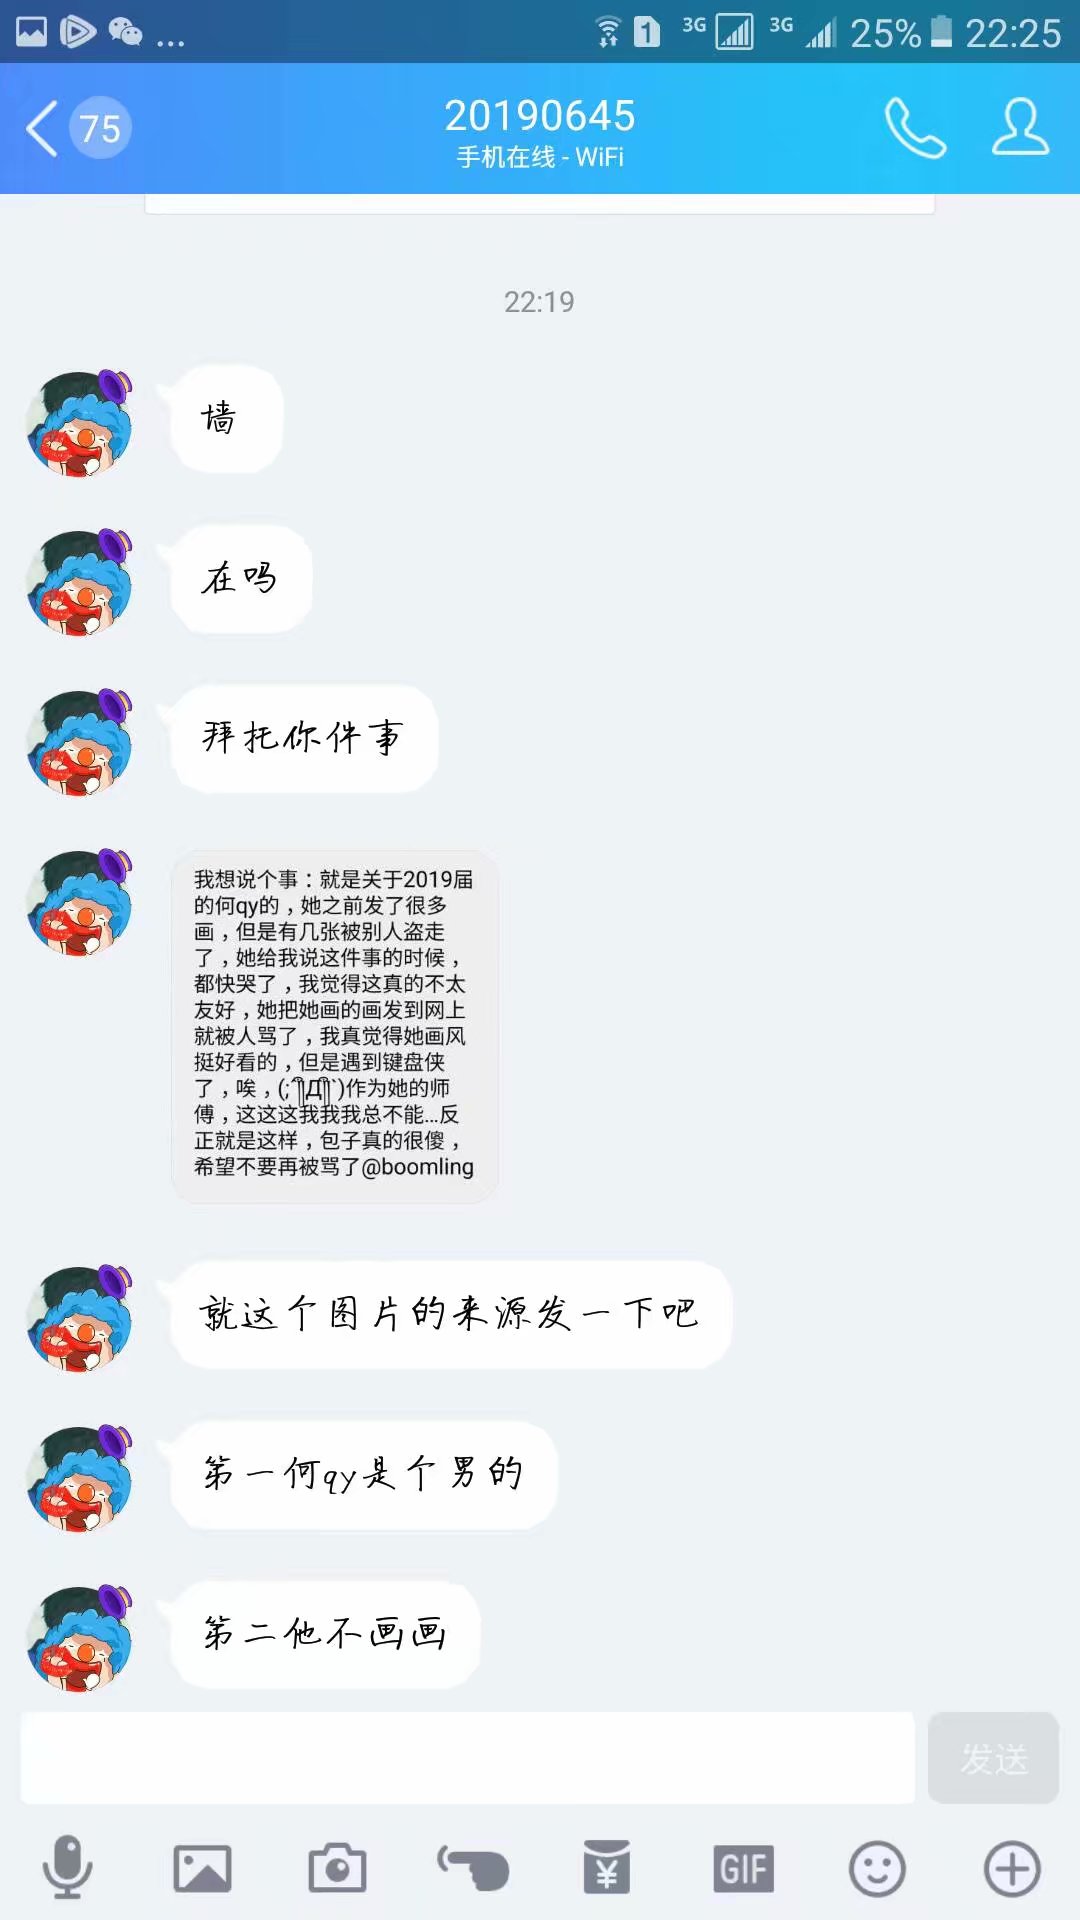 ... 1 3G 3G 25% 22:25
75
20190645
手机在线 - WiFi
22:19
墙
在吗
拜托你件事
我想说个事：就是关于2019届
的何qy的，她之前发了很多
画，但是有几张被别人盗走
了，她给我说这件事的时候，
都快哭了，我觉得这真的不太
友好，她把她画的画发到网上
就被人骂了，我真觉得她画风
挺好看的，但是遇到键盘侠
了，唉，(;´༎ຶД༎ຶ`)作为她的师
傅，这这这我我我总不能...反
正就是这样，包子真的很傻，
希望不要再被骂了@boomling
就这个图片的来源发一下吧
第一何qy是个男的
第二他不画画
发送
GIF